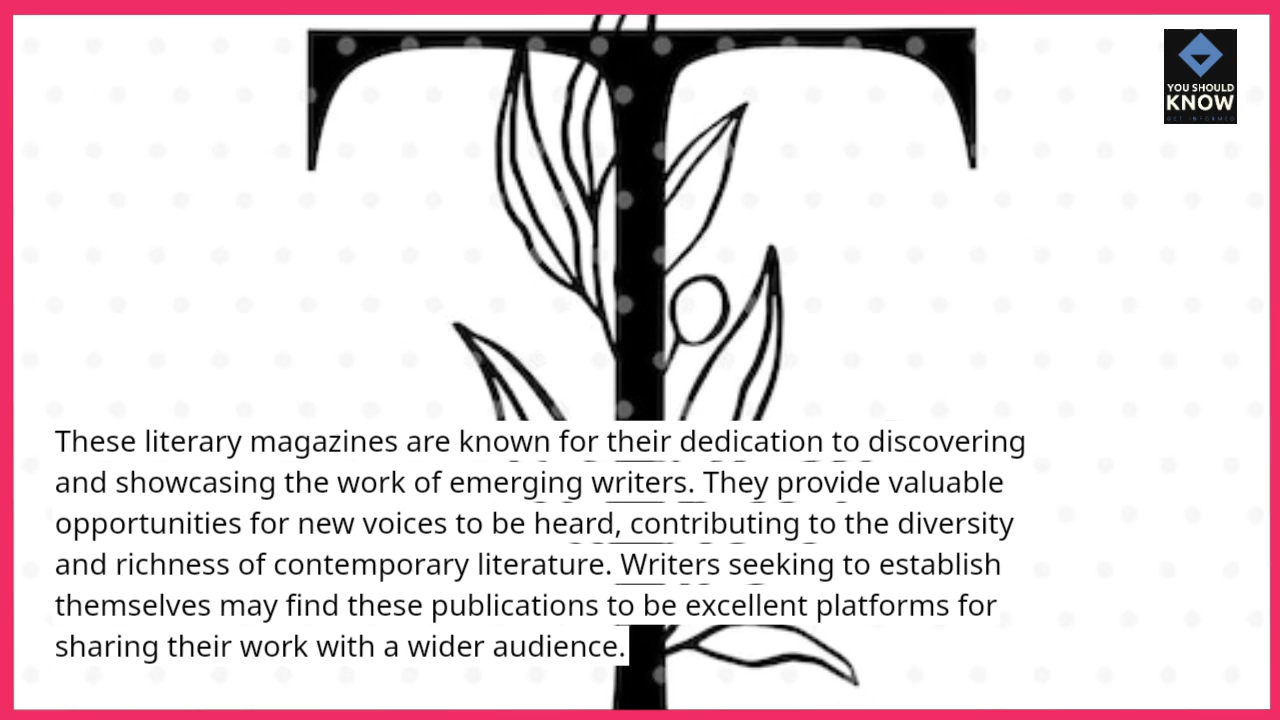 T
YOU SHOULD
KNOW
GET INFORMED
These literary magazines are known for their dedication to discovering
and showcasing the work of emerging writers. They provide valuable
opportunities for new voices to be heard, contributing to the diversity
and richness of contemporary literature. Writers seeking to establish
themselves may find these publications to be excellent platforms for
sharing their work with a wider audience.